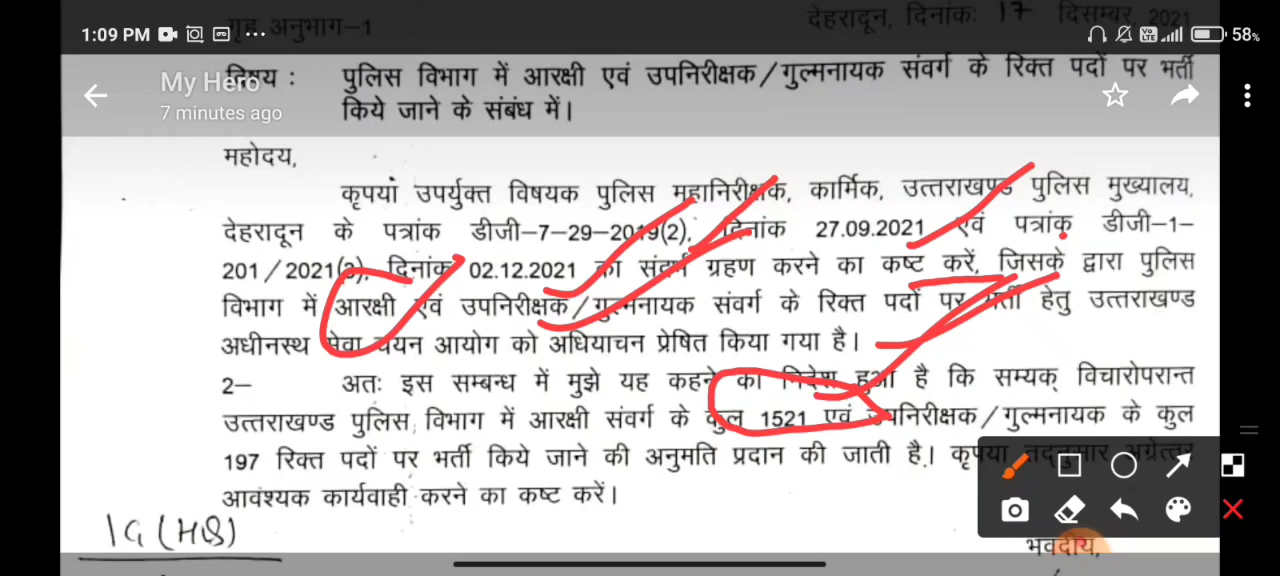 गृह अनुभाग-1 देहरादून, दिनांकः 17 दिसम्बर, 2021
1:09 PM ... 58%
My Hero
7 minutes ago
विषय : पुलिस विभाग में आरक्षी एवं उपनिरीक्षक/गुल्मनायक संवर्ग के रिक्त पदों पर भर्ती
किये जाने के संबंध में।
महोदय,
कृपया उपर्युक्त विषयक पुलिस महानिरीक्षक, कार्मिक, उत्तराखण्ड पुलिस मुख्यालय,
देहरादून के पत्रांक डीजी-7-29-2019(2), दिनांक 27.09.2021 एवं पत्रांक डीजी-1-
201/2021(3), दिनांक 02.12.2021 का संदर्भ ग्रहण करने का कष्ट करें, जिसके द्वारा पुलिस
विभाग में आरक्षी एवं उपनिरीक्षक/गुल्मनायक संवर्ग के रिक्त पदों पर भर्ती हेतु उत्तराखण्ड
अधीनस्थ सेवा चयन आयोग को अधियाचन प्रेषित किया गया है।
2- अतः इस सम्बन्ध में मुझे यह कहने का निदेश हुआ है कि सम्यक् विचारोपरान्त
उत्तराखण्ड पुलिस विभाग में आरक्षी संवर्ग के कुल 1521 एवं उपनिरीक्षक/गुल्मनायक के कुल
197 रिक्त पदों पर भर्ती किये जाने की अनुमति प्रदान की जाती है। कृपया तदनुसार अग्रेत्तर
आवश्यक कार्यवाही करने का कष्ट करें।
भवदीय,